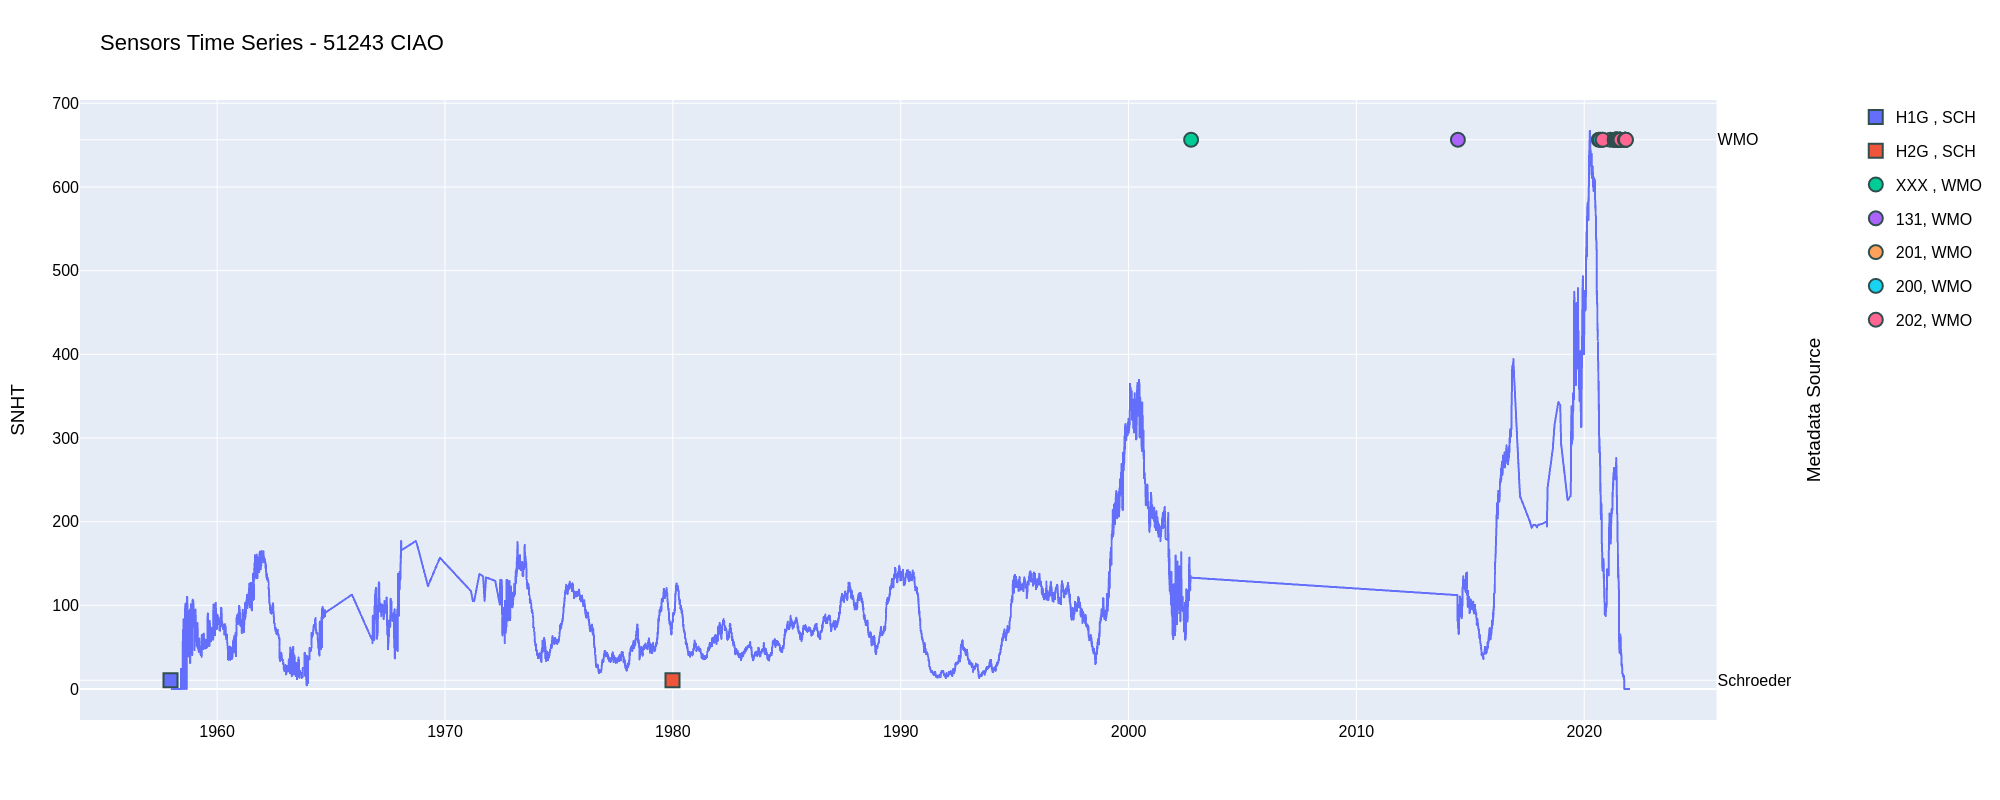 Sensors Time Series - 51243 CIAO
700
600
500
400
300
200
100
0
SNHT
1960
1970
1980
1990
2000
2010
2020
WMO
Schroeder
Metadata Source
H1G , SCH
H2G , SCH
XXX , WMO
131, WMO
201, WMO
200, WMO
202, WMO